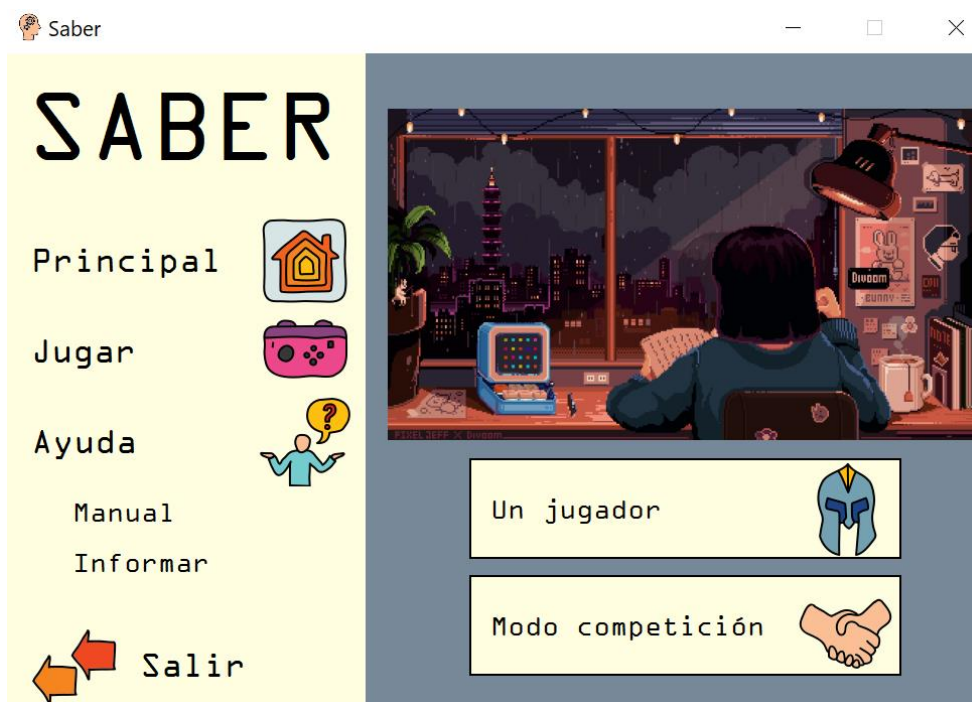 Saber
SABER
Principal
Jugar
Ayuda
Manual
Informar
Salir
Divoom
BUNNY
PIXEL JEFF X Divoom
Un jugador
Modo competición